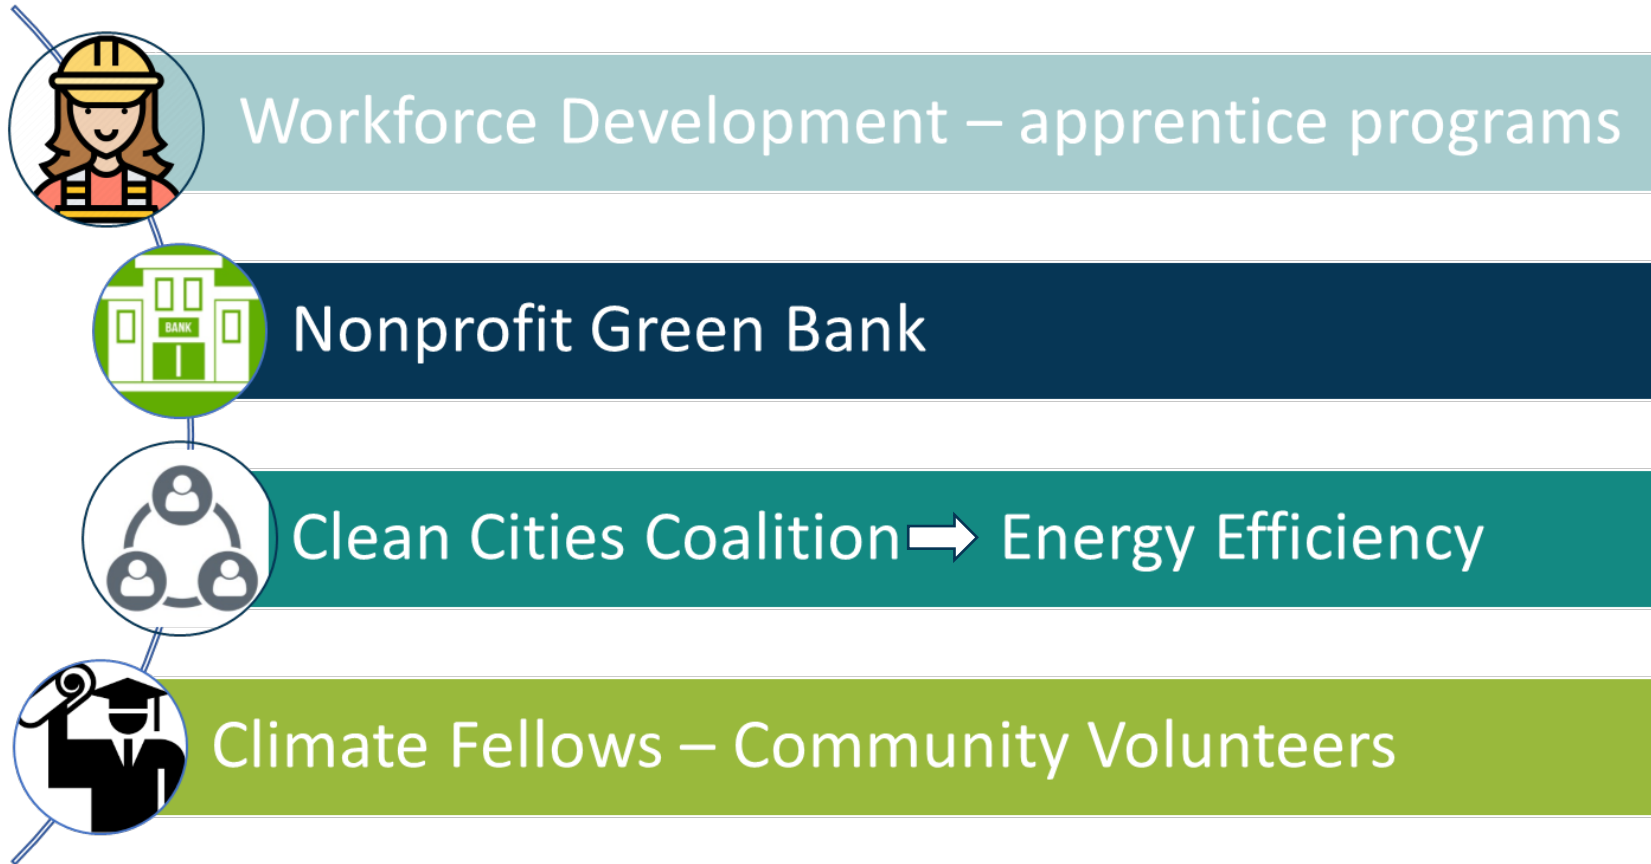 Workforce Development – apprentice programs
BANK
Nonprofit Green Bank
Clean Cities Coalition Energy Efficiency
Climate Fellows – Community Volunteers